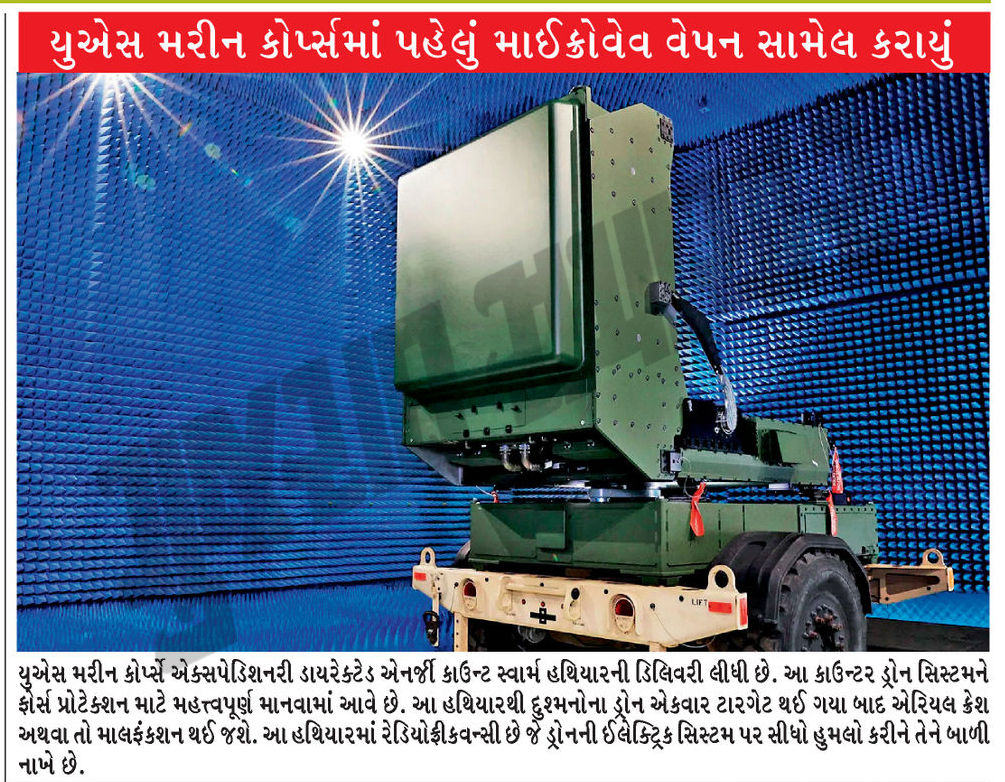 યુએસ મરીન કોર્પ્સમાં પહેલું માઈક્રોવેવ વેપન સામેલ કરાયું
LIFT
યુએસ મરીન કોર્પ્સે એક્સપેડિશનરી ડાયરેક્ટેડ એનર્જી કાઉન્ટ સ્વાર્મ હથિયારની ડિલિવરી લીધી છે. આ કાઉન્ટર ડ્રોન સિસ્ટમને
ફોર્સ પ્રોટેક્શન માટે મહત્ત્વપૂર્ણ માનવામાં આવે છે. આ હથિયારથી દુશ્મનોના ડ્રોન એકવાર ટારગેટ થઈ ગયા બાદ એરિયલ ક્રેશ
અથવા તો માલફંકશન થઈ જશે. આ હથિયારમાં રેડિયોફ્રીકવન્સી છે જે ડ્રોનની ઈલેક્ટ્રિક સિસ્ટમ પર સીધો હુમલો કરીને તેને બાળી
નાખે છે.